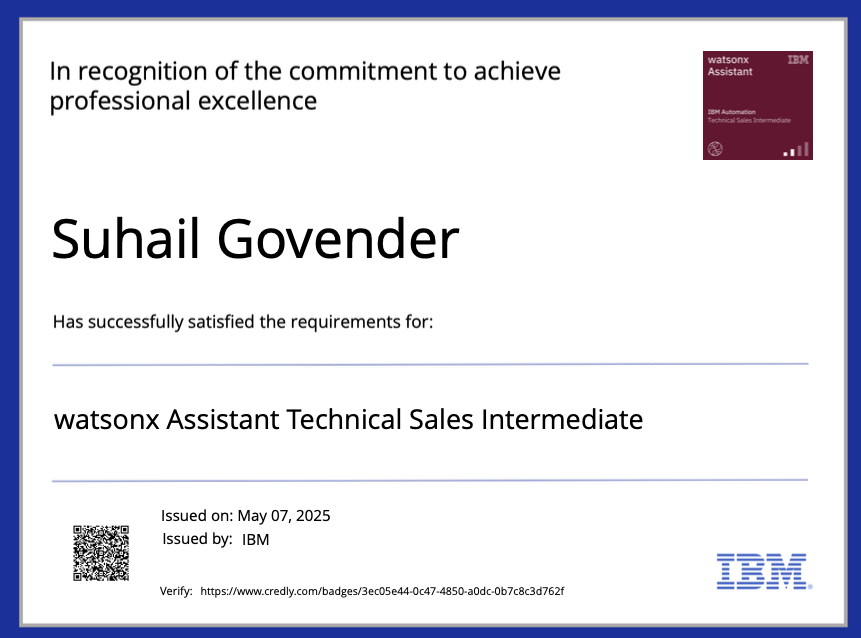 In recognition of the commitment to achieve
professional excellence
watsonx
Assistant
IBM
IBM Automation
Technical Sales Intermediate
Suhail Govender
Has successfully satisfied the requirements for:
watsonx Assistant Technical Sales Intermediate
Issued on: May 07, 2025
Issued by: IBM
Verify: https://www.credly.com/badges/3ec05e44-0c47-4850-a0dc-0b7c8c3d762f
IBM®